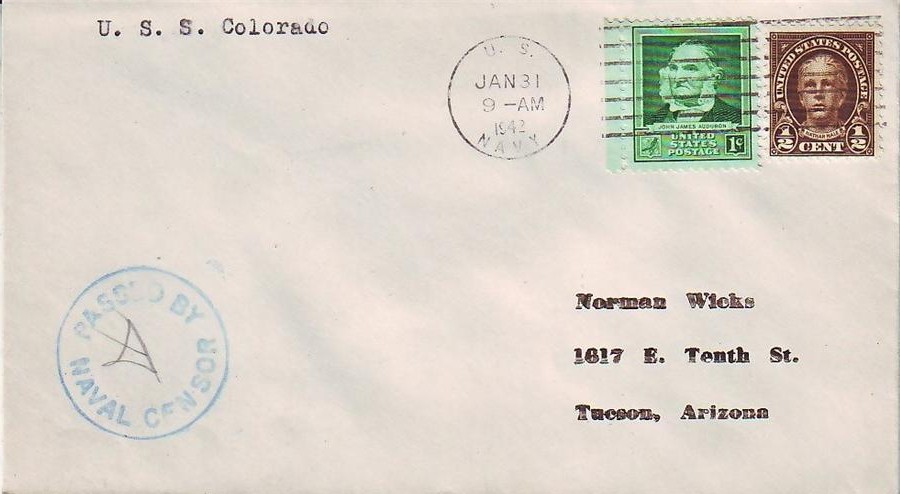 U. S. S. Colorado
U. S.
JAN 31
9 -AM
1942
NAVY
JOHN JAMES AUDUBON
UNITED
STATES
POSTAGE 1¢
UNITED STATES POSTAGE
NATHAN HALE
1/2 CENT 1/2
PASSED BY
NAVAL CENSOR
Norman Wicks
1617 E. Tenth St.
Tucson, Arizona